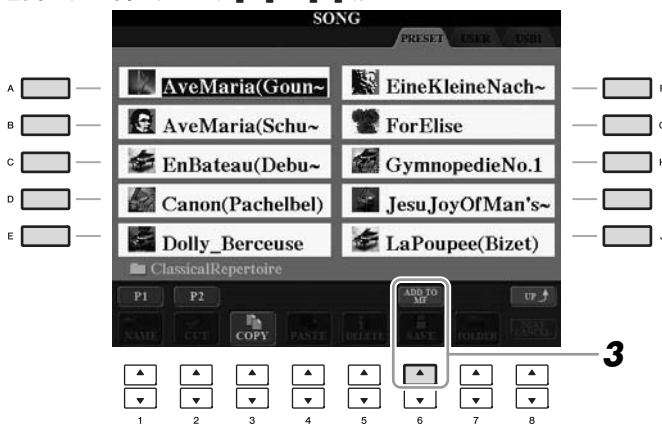 SONG
PRESET USER USB1
A AveMaria(Goun~ EineKleineNach~
B AveMaria(Schu~ ForElise
C EnBateau(Debu~ GymnopedieNo.1
D Canon(Pachelbel) JesuJoyOfMan's~
E Dolly_Berceuse LaPoupee(Bizet)
ClassicalRepertoire
P1 P2 ADD TO MF UP
NAME CUT COPY PASTE DELETE SAVE FOLDER
3
1 2 3 4 5 6 7 8